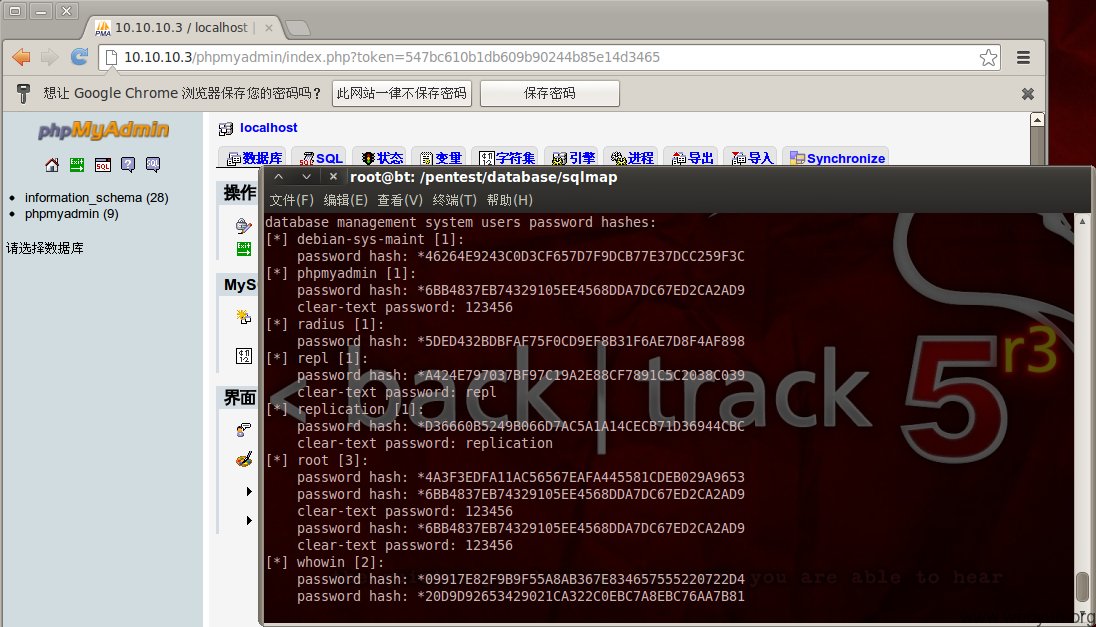 10.10.10.3 / localhost |
10.10.10.3/phpmyadmin/index.php?token=547bc610b1db609b90244b85e14d3465
想让 Google Chrome 浏览器保存您的密码吗？ 此网站一律不保存密码 保存密码
phpMyAdmin
localhost
数据库 SQL 状态 变量 字符集 引擎 进程 导出 导入 Synchronize
information_schema (28)
phpmyadmin (9)
请选择数据库
操作
MyS
界面
root@bt: /pentest/database/sqlmap
文件(F) 编辑(E) 查看(V) 终端(T) 帮助(H)
database management system users password hashes:
[*] debian-sys-maint [1]:
password hash: *46264E9243C0D3CF657D7F9DCB77E37DCC259F3C
[*] phpmyadmin [1]:
password hash: *6BB4837EB74329105EE4568DDA7DC67ED2CA2AD9
clear-text password: 123456
[*] radius [1]:
password hash: *5DED432BDBFAF75F0CD9EF8B31F6AE7D8F4AF898
[*] repl [1]:
password hash: *A424E797037BF97C19A2E88CF7891C5C2038C039
clear-text password: repl
[*] replication [1]:
password hash: *D36660B5249B066D7AC5A1A14CECB71D36944CBC
clear-text password: replication
[*] root [3]:
password hash: *4A3F3EDFA11AC56567EAFA445581CDEB029A9653
password hash: *6BB4837EB74329105EE4568DDA7DC67ED2CA2AD9
clear-text password: 123456
password hash: *6BB4837EB74329105EE4568DDA7DC67ED2CA2AD9
clear-text password: 123456
[*] whowin [2]:
password hash: *09917E82F9B9F55A8AB367E834657555220722D4
password hash: *20D9D92653429021CA322C0EBC7A8EBC76AA7B81
< back | track 5 r3
you are able to hear